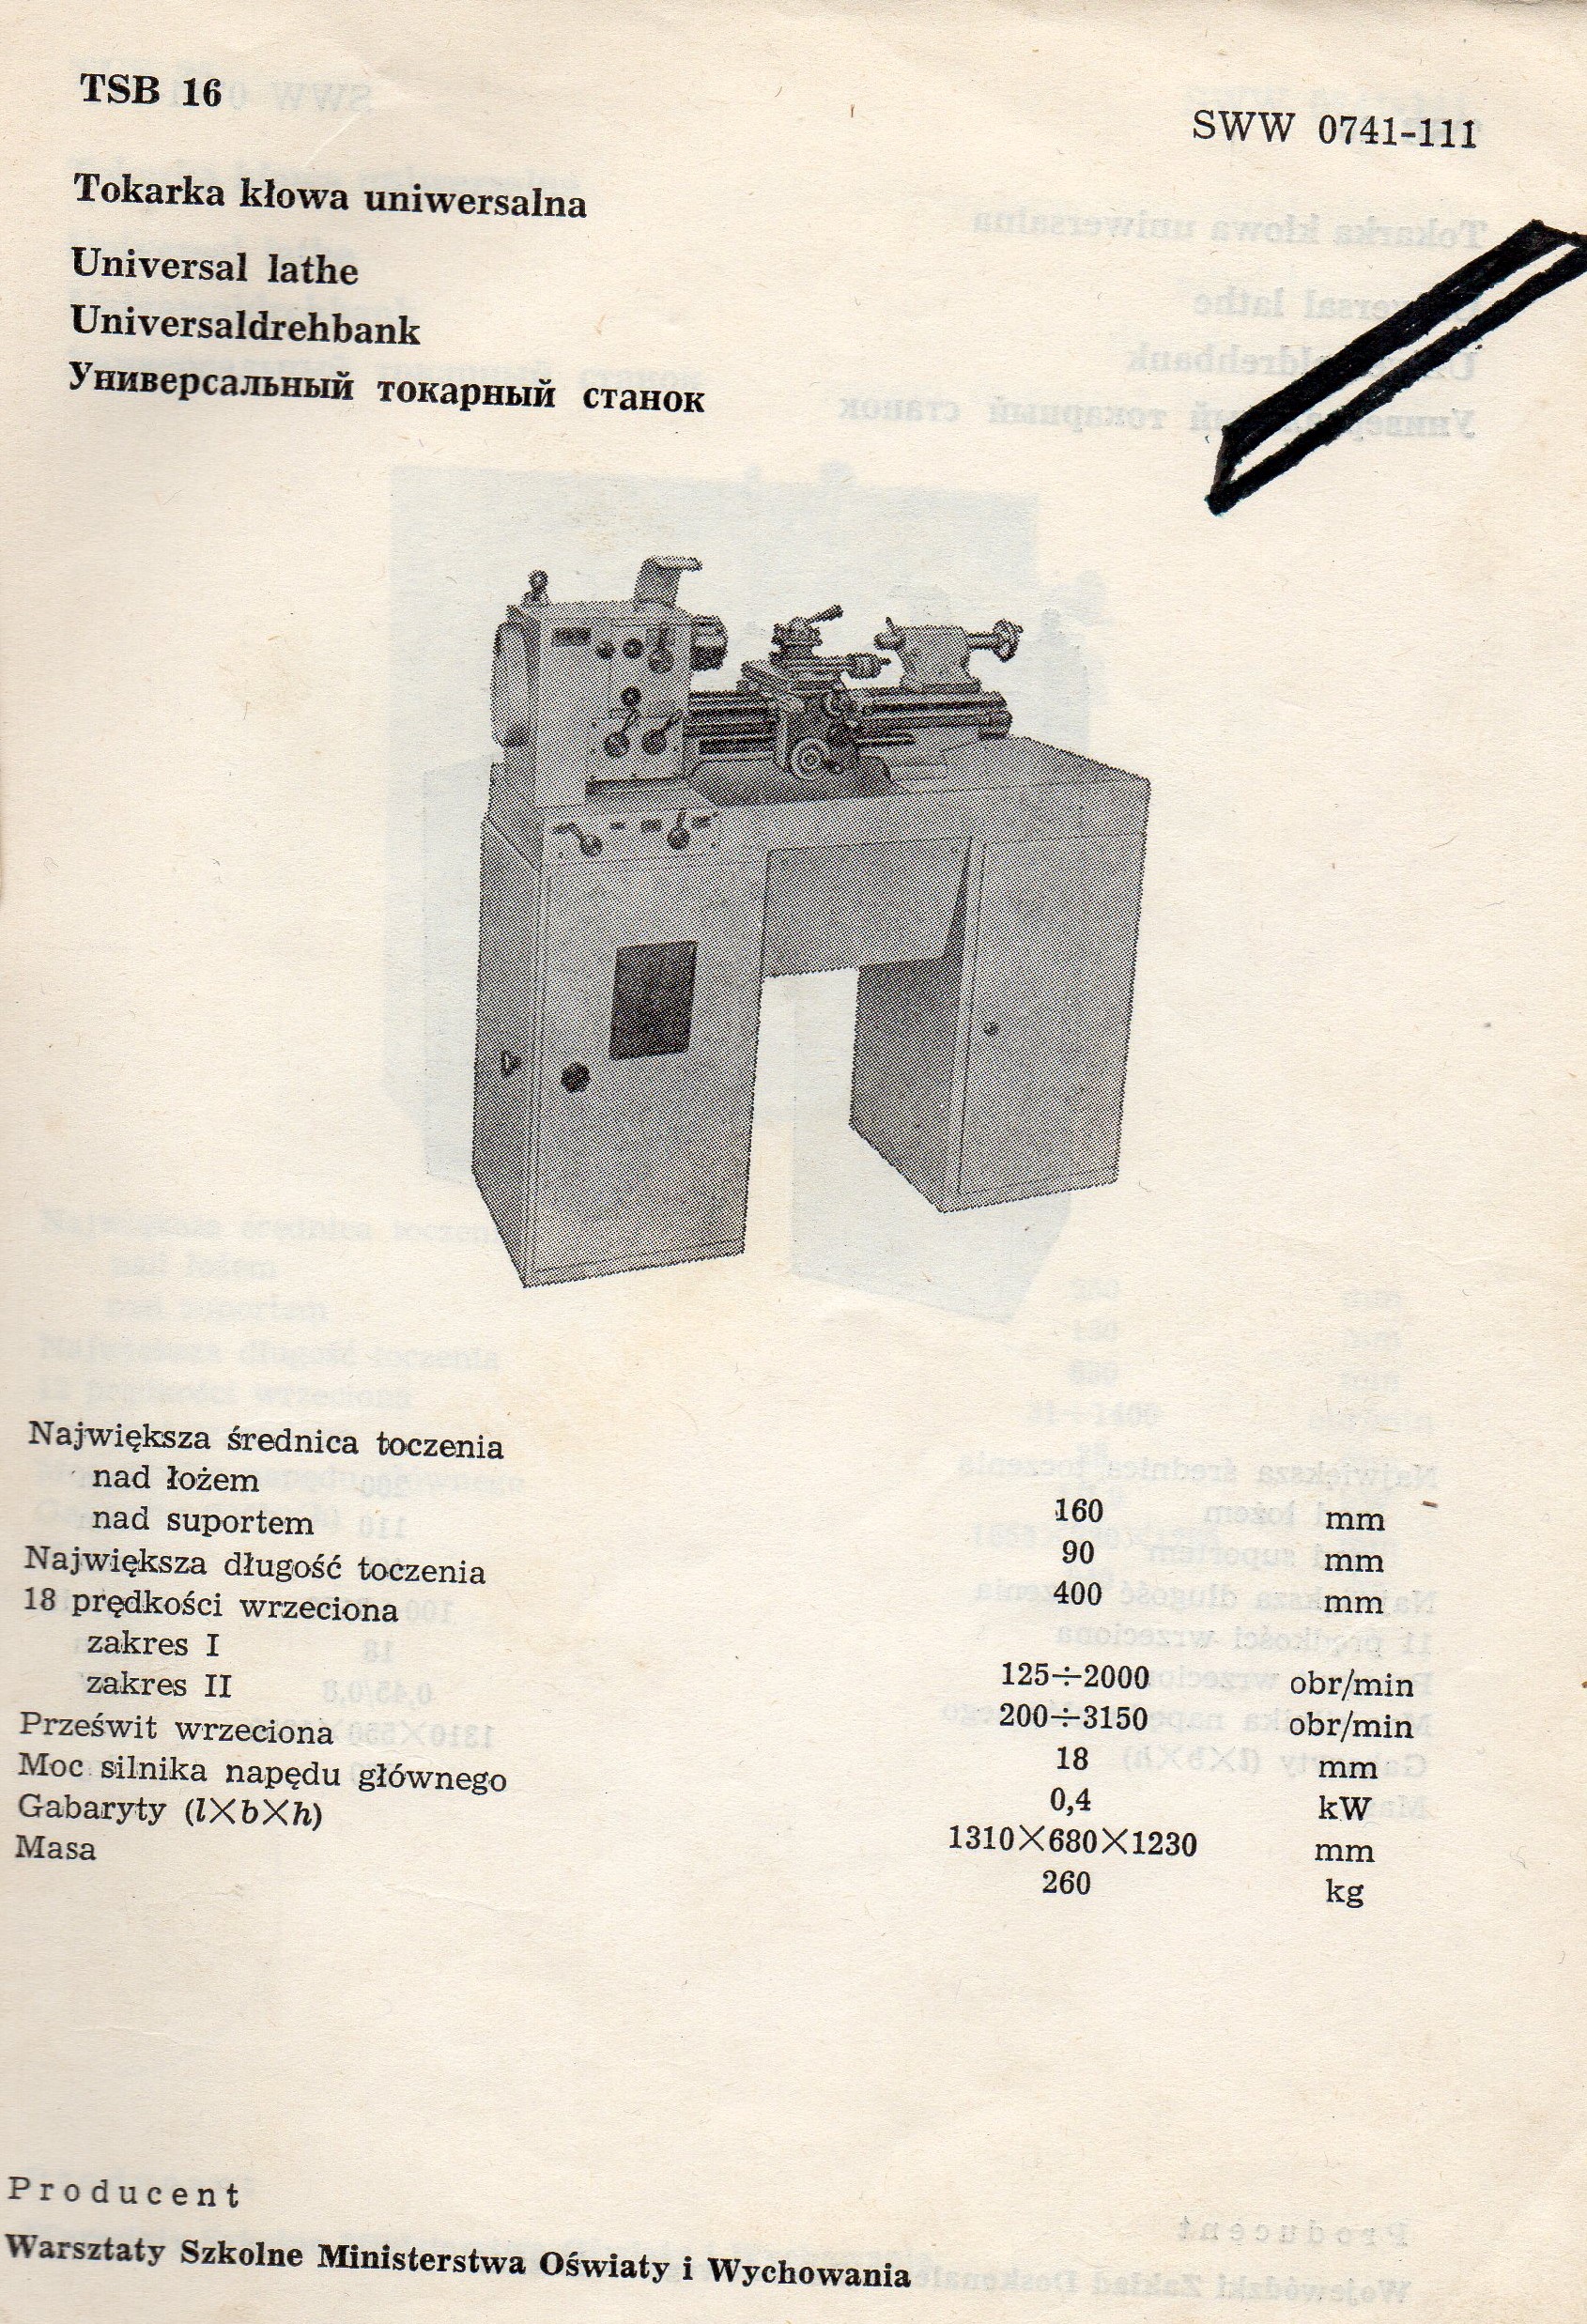 TSB 16
SWW 0741-111
Tokarka kłowa uniwersalna
Universal lathe
Universaldrehbank
Универсальный токарный станок
Największa średnica toczenia
nad łożem 160 mm
nad suportem 90 mm
Największa długość toczenia 400 mm
18 prędkości wrzeciona
zakres I 125÷2000 obr/min
zakres II 200÷3150 obr/min
Prześwit wrzeciona 18 mm
Moc silnika napędu głównego 0,4 kW
Gabaryty (l×b×h) 1310×680×1230 mm
Masa 260 kg
Producent
Warsztaty Szkolne Ministerstwa Oświaty i Wychowania